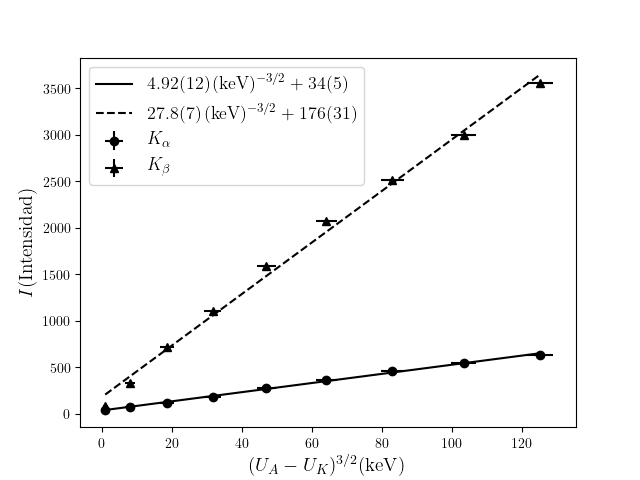 4.92(12)(keV)^{-3/2} + 34(5)
27.8(7)(keV)^{-3/2} + 176(31)
K_α
K_β
3500
3000
2500
2000
1500
1000
500
0
I(Intensidad)
0 20 40 60 80 100 120
(U_A − U_K)^{3/2}(keV)